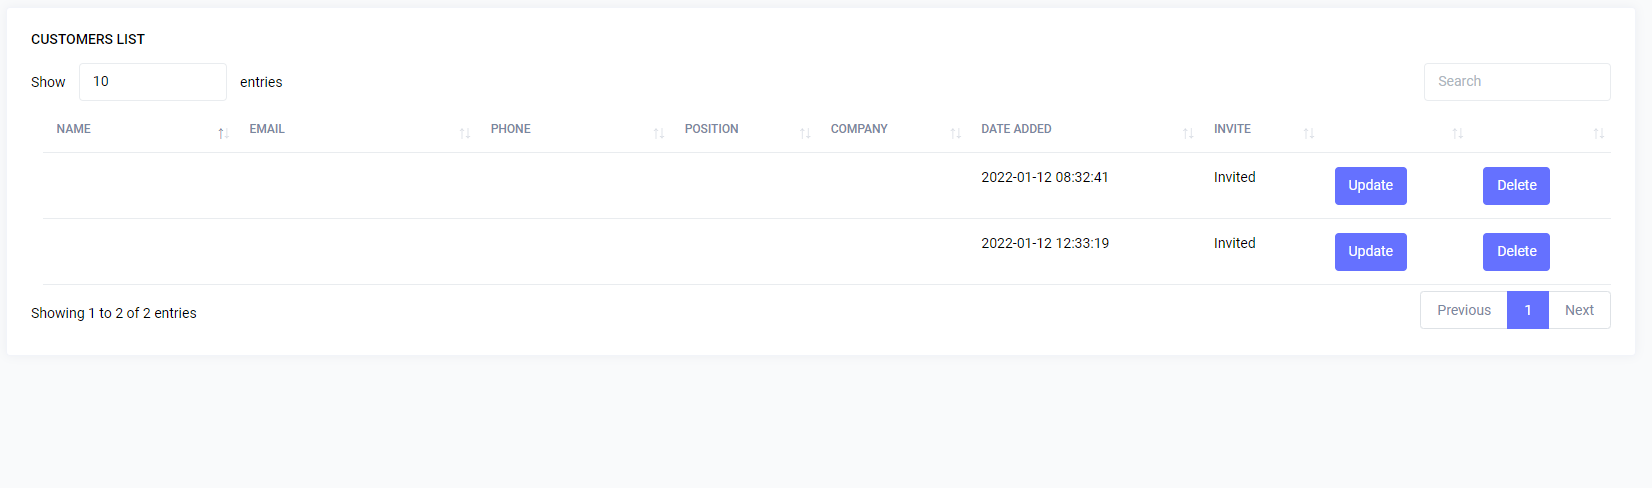 CUSTOMERS LIST
Show 10 entries Search
NAME EMAIL PHONE POSITION COMPANY DATE ADDED INVITE
2022-01-12 08:32:41 Invited Update Delete
2022-01-12 12:33:19 Invited Update Delete
Showing 1 to 2 of 2 entries Previous 1 Next